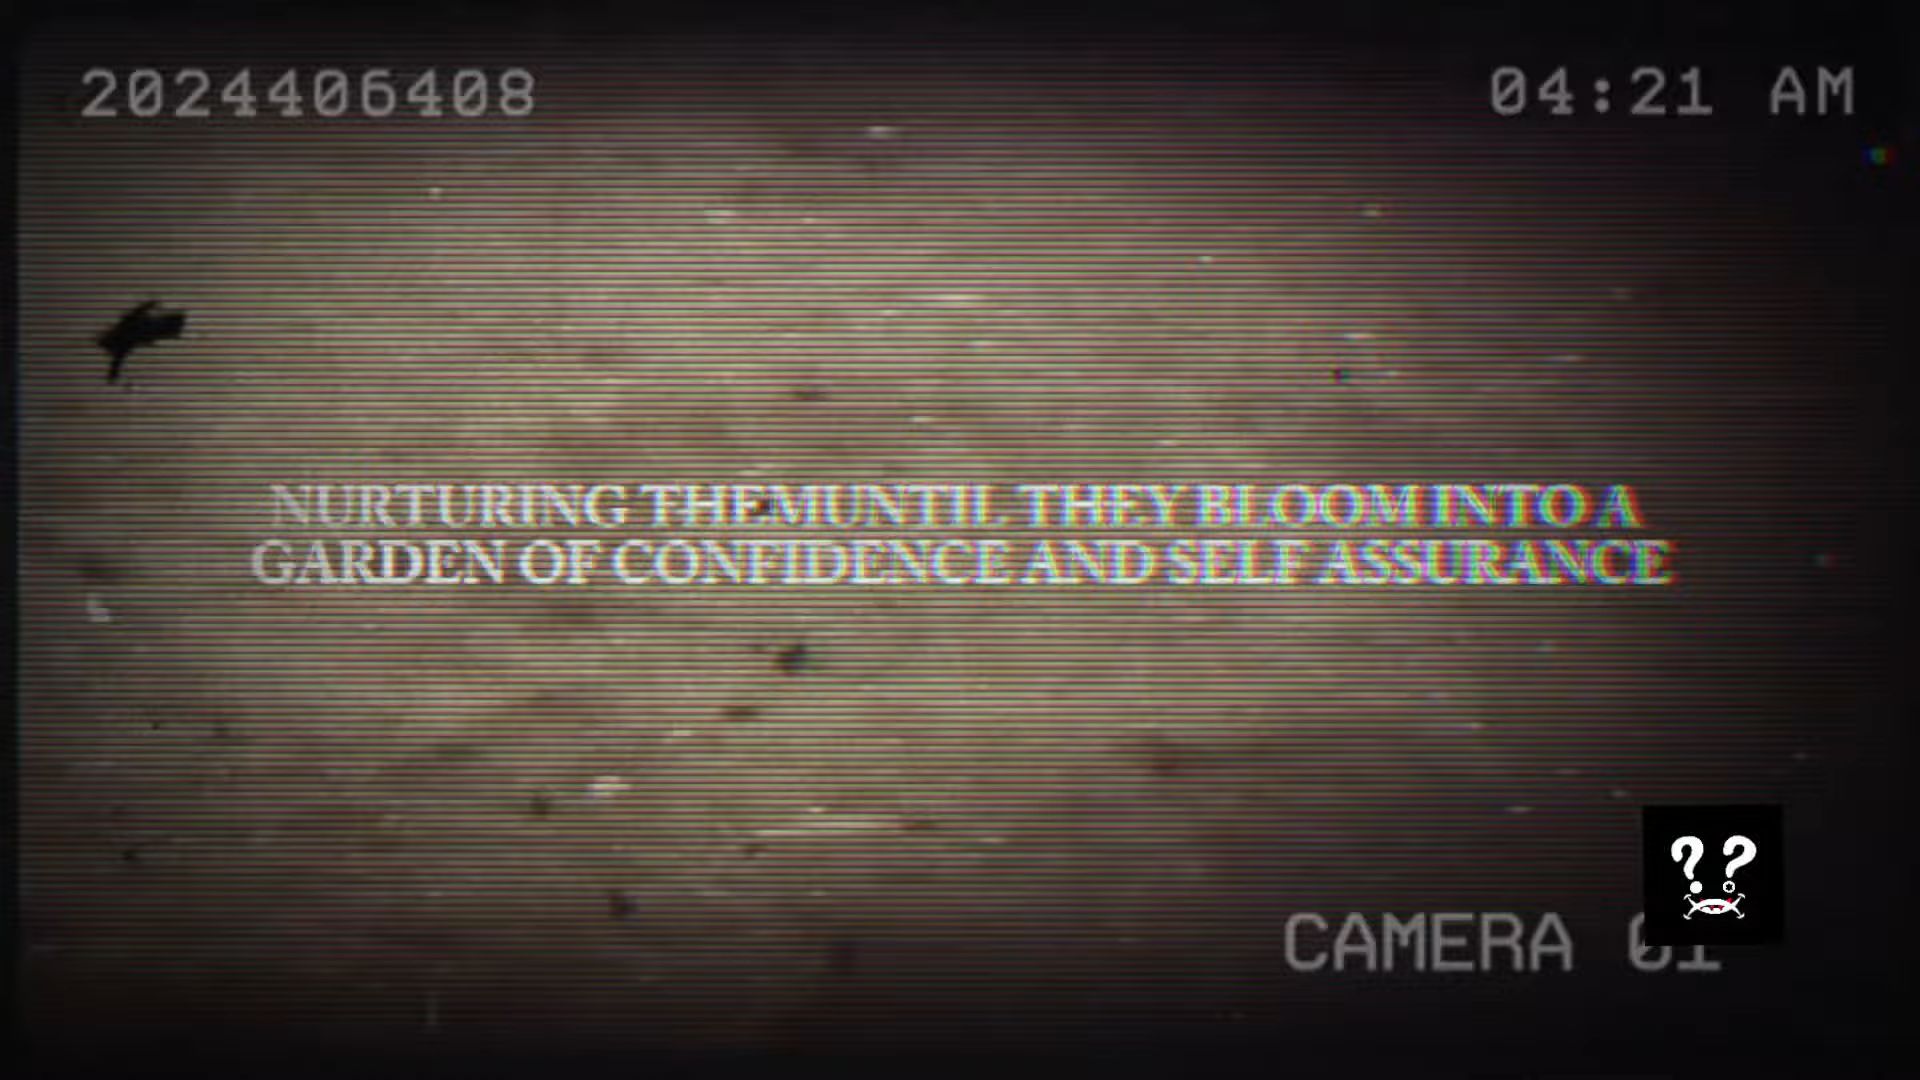 2024406408
04:21 AM
NURTURING THEMUNTIL THEY BLOOM INTO A
GARDEN OF CONFIDENCE AND SELF ASSURANCE
??
CAMERA 01